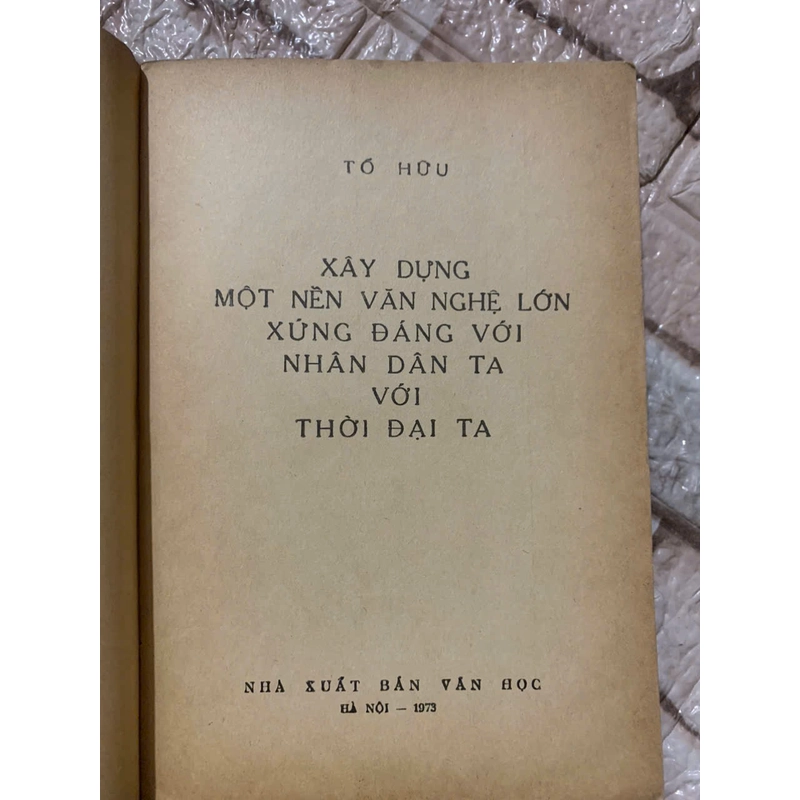 TỐ HỮU
XÂY DỰNG
MỘT NỀN VĂN NGHỆ LỚN
XỨNG ĐÁNG VỚI
NHÂN DÂN TA
VỚI
THỜI ĐẠI TA
NHÀ XUẤT BẢN VĂN HỌC
HÀ NỘI — 1973